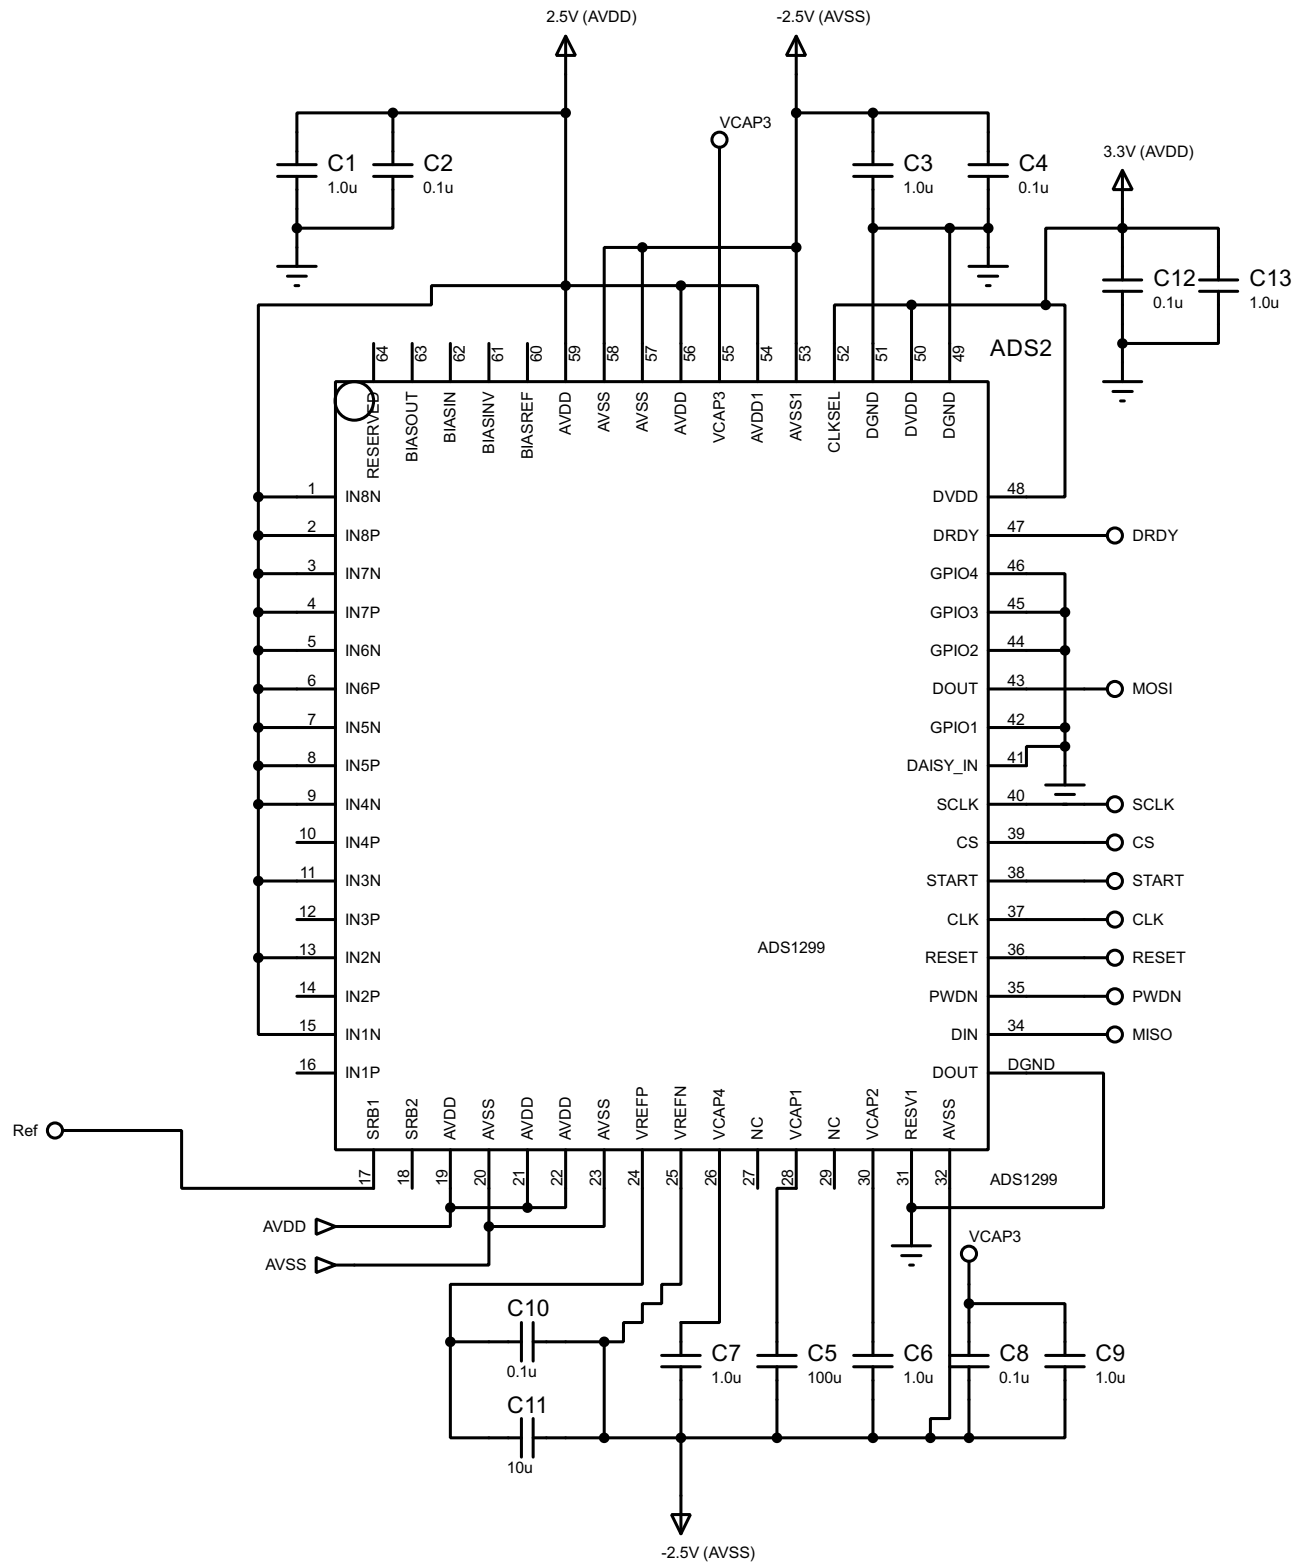 2.5V (AVDD)
-2.5V (AVSS)
VCAP3
C1
1.0u
C2
0.1u
C3
1.0u
C4
0.1u
3.3V (AVDD)
C12
0.1u
C13
1.0u
ADS2
64
63
62
61
60
59
58
57
56
55
54
53
52
51
50
49
RESERVED
BIASOUT
BIASIN
BIASINV
BIASREF
AVDD
AVSS
AVSS
AVDD
VCAP3
AVDD1
AVSS1
CLKSEL
DGND
DVDD
DGND
1 IN8N
2 IN8P
3 IN7N
4 IN7P
5 IN6N
6 IN6P
7 IN5N
8 IN5P
9 IN4N
10 IN4P
11 IN3N
12 IN3P
13 IN2N
14 IN2P
15 IN1N
16 IN1P
DVDD 48
DRDY 47 DRDY
GPIO4 46
GPIO3 45
GPIO2 44
DOUT 43 MOSI
GPIO1 42
DAISY_IN 41
SCLK 40 SCLK
CS 39 CS
START 38 START
CLK 37 CLK
RESET 36 RESET
PWDN 35 PWDN
DIN 34 MISO
DOUT DGND
ADS1299
SRB1
SRB2
AVDD
AVSS
AVDD
AVDD
AVSS
VREFP
VREFN
VCAP4
NC
VCAP1
NC
VCAP2
RESV1
AVSS
17
18
19
20
21
22
23
24
25
26
27
28
29
30
31
32
ADS1299
Ref
AVDD
AVSS
VCAP3
C10
0.1u
C11
10u
C7
1.0u
C5
100u
C6
1.0u
C8
0.1u
C9
1.0u
-2.5V (AVSS)